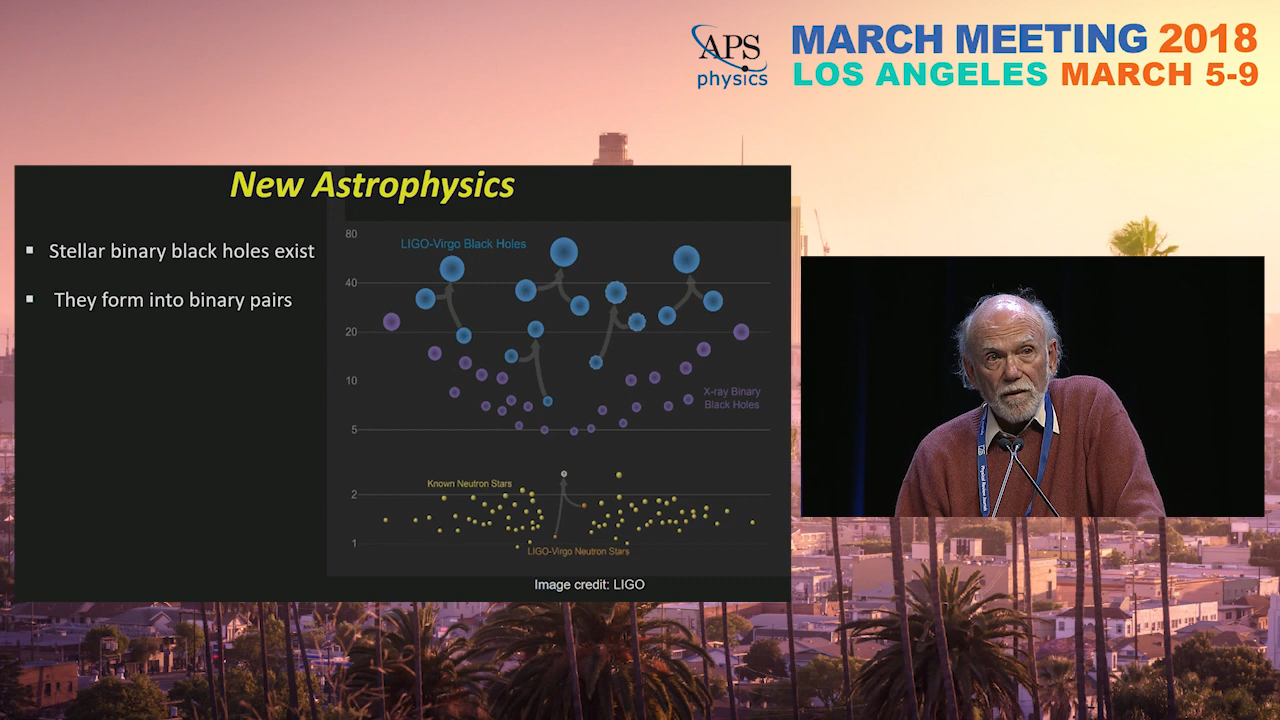 APS
physics
MARCH MEETING 2018
LOS ANGELES MARCH 5-9
New Astrophysics
▪ Stellar binary black holes exist
▪ They form into binary pairs
80
LIGO-Virgo Black Holes
40
20
10
X-ray Binary
Black Holes
5
Known Neutron Stars
2
1
LIGO-Virgo Neutron Stars
Image credit: LIGO